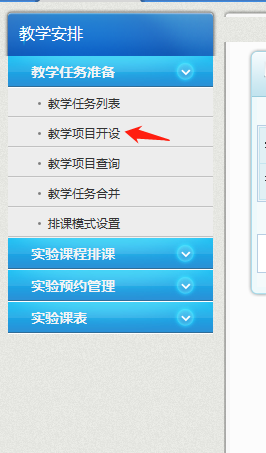 教学安排
教学任务准备
教学任务列表
教学项目开设
教学项目查询
教学任务合并
排课模式设置
实验课程排课
实验预约管理
实验课表